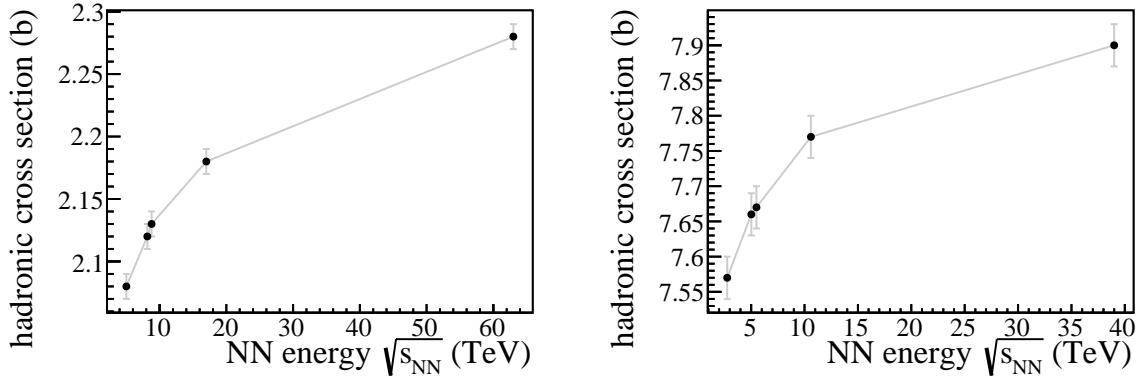 hadronic cross section (b)
2.3
2.25
2.2
2.15
2.1
10 20 30 40 50 60
NN energy √sNN (TeV)
hadronic cross section (b)
7.9
7.85
7.8
7.75
7.7
7.65
7.6
7.55
5 10 15 20 25 30 35 40
NN energy √sNN (TeV)